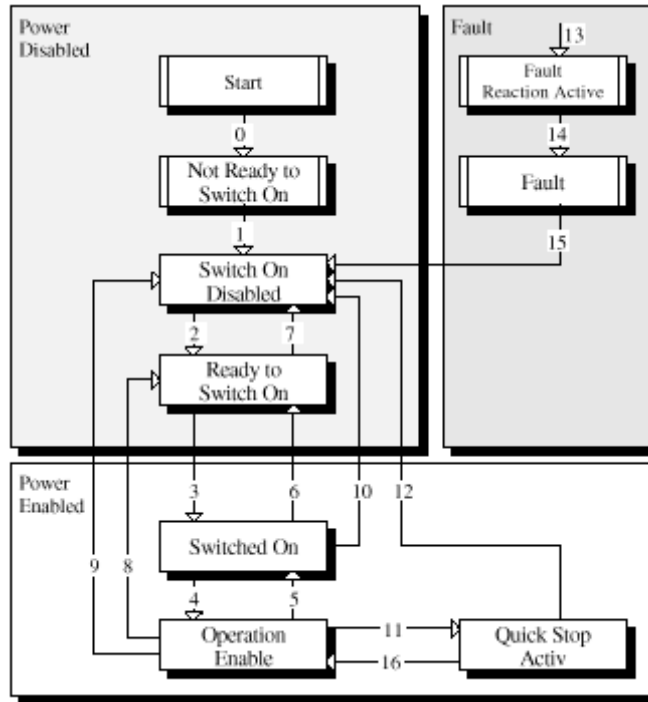 Power
Disabled
Fault
13
Start
Fault
Reaction Active
0
14
Not Ready to
Switch On
Fault
1
15
Switch On
Disabled
2
7
Ready to
Switch On
Power
Enabled
3
6
10
12
Switched On
9
8
4
5
Operation
Enable
11
16
Quick Stop
Activ